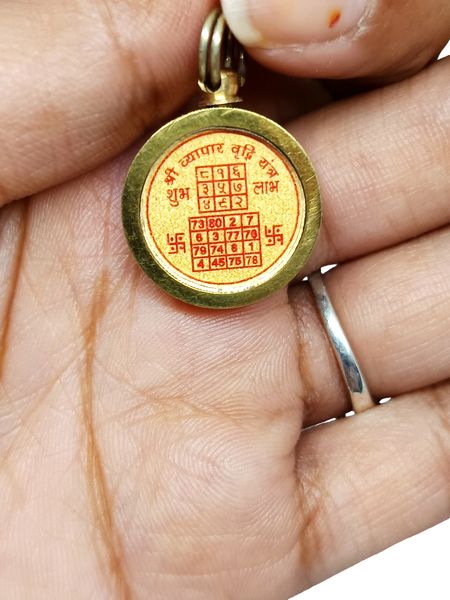 श्री व्यापार वृद्धि यंत्र
शुभ लाभ
८ १ ६
३ ५ ७
४ ९ २
73 80 2 7
6 3 77 76
79 74 8 1
4 45 75 78